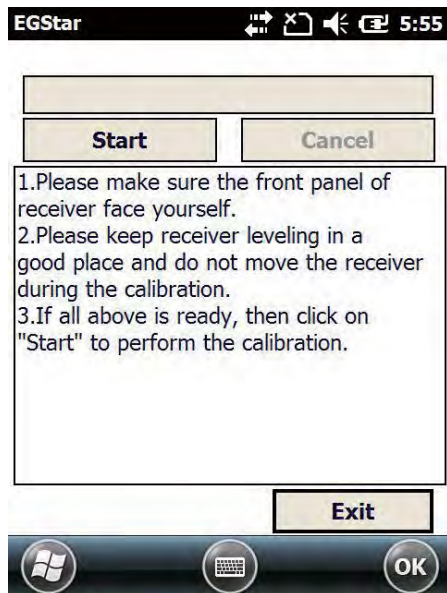 EGStar 5:55
Start Cancel
1.Please make sure the front panel of
receiver face yourself.
2.Please keep receiver leveling in a
good place and do not move the receiver
during the calibration.
3.If all above is ready, then click on
"Start" to perform the calibration.
Exit
OK